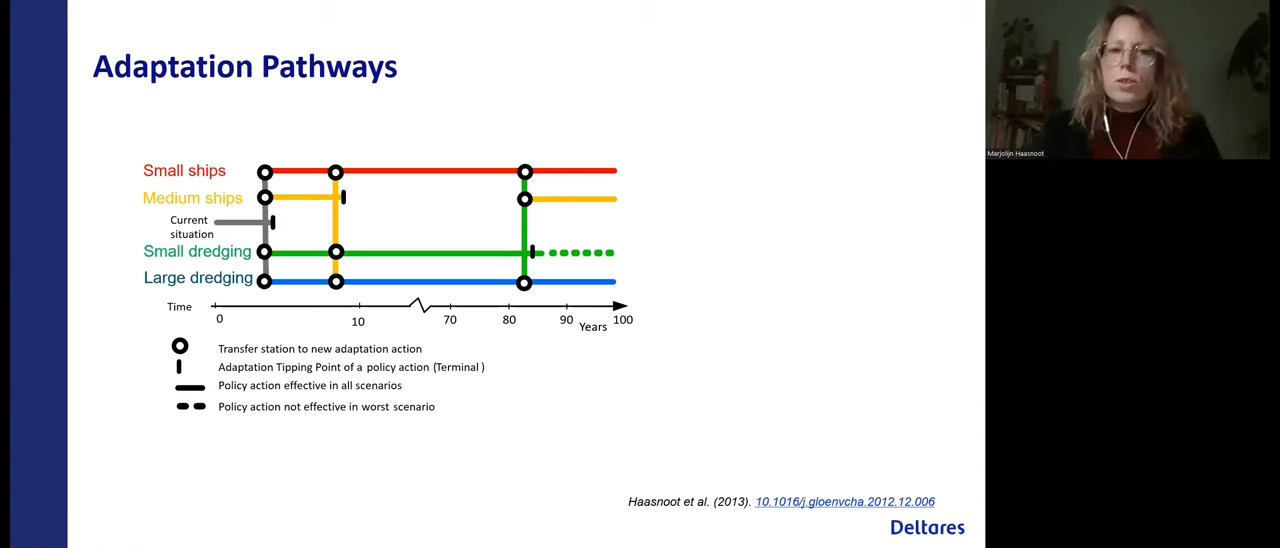 Adaptation Pathways
Marjolijn Haasnoot
Small ships
Medium ships
Current
situation
Small dredging
Large dredging
Time
0
10
70
80
90
100
Years
Transfer station to new adaptation action
Adaptation Tipping Point of a policy action (Terminal )
Policy action effective in all scenarios
Policy action not effective in worst scenario
Haasnoot et al. (2013). 10.1016/j.gloenvcha.2012.12.006
Deltares